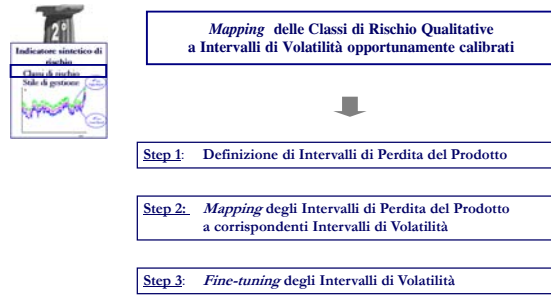 2°
Indicatore sintetico di
rischio
Classi di rischio
Stile di gestione
Mapping delle Classi di Rischio Qualitative
a Intervalli di Volatilità opportunamente calibrati
Step 1: Definizione di Intervalli di Perdita del Prodotto
Step 2: Mapping degli Intervalli di Perdita del Prodotto
a corrispondenti Intervalli di Volatilità
Step 3: Fine-tuning degli Intervalli di Volatilità